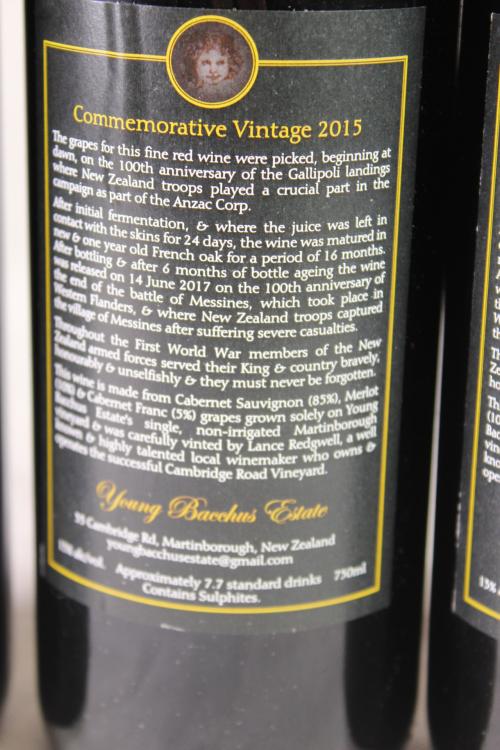 Commemorative Vintage 2015
The grapes for this fine red wine were picked, beginning at
dawn, on the 100th anniversary of the Gallipoli landings
where New Zealand troops played a crucial part in the
campaign as part of the Anzac Corp.
After initial fermentation, & where the juice was left in
contact with the skins for 24 days, the wine was matured in
new & one year old French oak for a period of 16 months.
After bottling & after 6 months of bottle ageing the wine
was released on 14 June 2017 on the 100th anniversary of
the end of the battle of Messines, which took place in
Western Flanders, & where New Zealand troops captured
the village of Messines after suffering severe casualties.
Throughout the First World War members of the New
Zealand armed forces served their King & country bravely,
honourably & unselfishly & they must never be forgotten.
This wine is made from Cabernet Sauvignon (85%), Merlot
(10%) & Cabernet Franc (5%) grapes grown solely on Young
Bacchus Estate's single, non-irrigated Martinborough
vineyard & was carefully vinted by Lance Redgwell, a well
known & highly talented local winemaker who owns &
operates the successful Cambridge Road Vineyard.
Young Bacchus Estate
Cambridge Rd, Martinborough, New Zealand
youngbacchusestate@gmail.com
alc/vol. Approximately 7.7 standard drinks 750ml
Contains Sulphites.